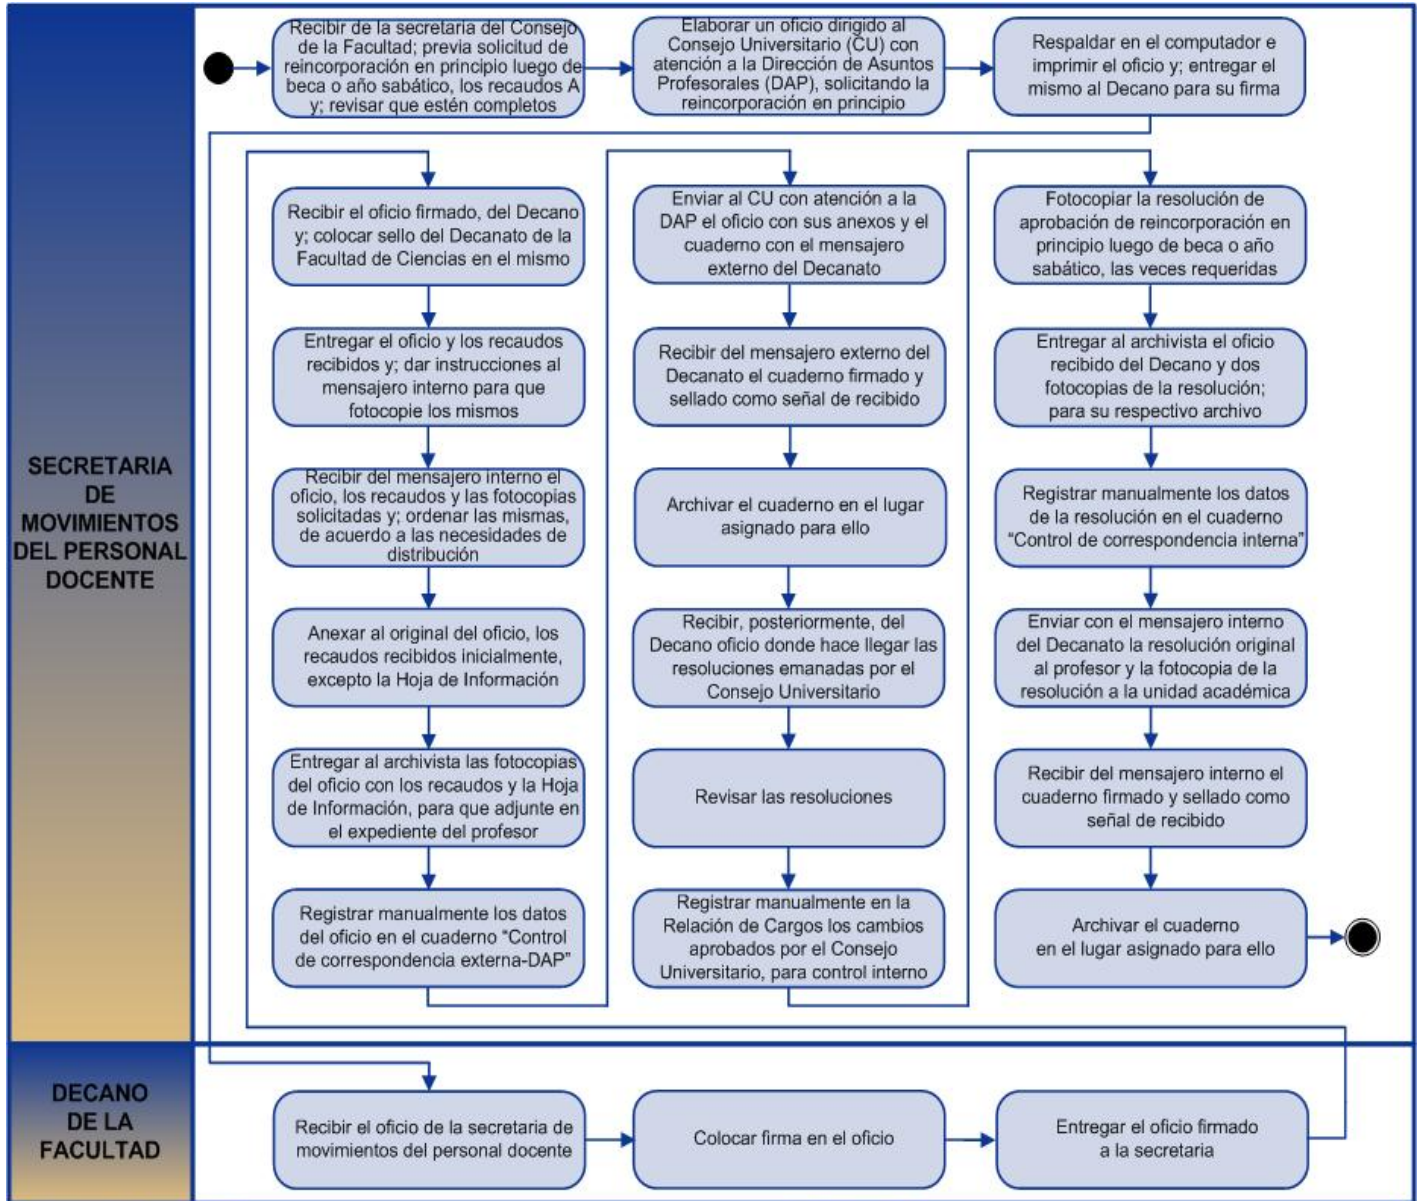 SECRETARIA
DE
MOVIMIENTOS
DEL PERSONAL
DOCENTE
Recibir de la secretaria del Consejo
de la Facultad; previa solicitud de
reincorporación en principio luego de
beca o año sabático, los recaudos A
y; revisar que estén completos
Elaborar un oficio dirigido al
Consejo Universitario (CU) con
atención a la Dirección de Asuntos
Profesorales (DAP), solicitando la
reincorporación en principio
Respaldar en el computador e
imprimir el oficio y; entregar el
mismo al Decano para su firma
Recibir el oficio firmado, del Decano
y; colocar sello del Decanato de la
Facultad de Ciencias en el mismo
Entregar el oficio y los recaudos
recibidos y; dar instrucciones al
mensajero interno para que
fotocopie los mismos
Recibir del mensajero interno el
oficio, los recaudos y las fotocopias
solicitadas y; ordenar las mismas,
de acuerdo a las necesidades de
distribución
Anexar al original del oficio, los
recaudos recibidos inicialmente,
excepto la Hoja de Información
Entregar al archivista las fotocopias
del oficio con los recaudos y la Hoja
de Información, para que adjunte en
el expediente del profesor
Registrar manualmente los datos
del oficio en el cuaderno “Control
de correspondencia externa-DAP”
Enviar al CU con atención a la
DAP el oficio con sus anexos y el
cuaderno con el mensajero
externo del Decanato
Recibir del mensajero externo del
Decanato el cuaderno firmado y
sellado como señal de recibido
Archivar el cuaderno en el lugar
asignado para ello
Recibir, posteriormente, del
Decano oficio donde hace llegar las
resoluciones emanadas por el
Consejo Universitario
Revisar las resoluciones
Registrar manualmente en la
Relación de Cargos los cambios
aprobados por el Consejo
Universitario, para control interno
Fotocopiar la resolución de
aprobación de reincorporación en
principio luego de beca o año
sabático, las veces requeridas
Entregar al archivista el oficio
recibido del Decano y dos
fotocopias de la resolución;
para su respectivo archivo
Registrar manualmente los datos
de la resolución en el cuaderno
“Control de correspondencia interna”
Enviar con el mensajero interno
del Decanato la resolución original
al profesor y la fotocopia de la
resolución a la unidad académica
Recibir del mensajero interno el
cuaderno firmado y sellado como
señal de recibido
Archivar el cuaderno
en el lugar asignado para ello
DECANO
DE LA
FACULTAD
Recibir el oficio de la secretaria de
movimientos del personal docente
Colocar firma en el oficio
Entregar el oficio firmado
a la secretaria